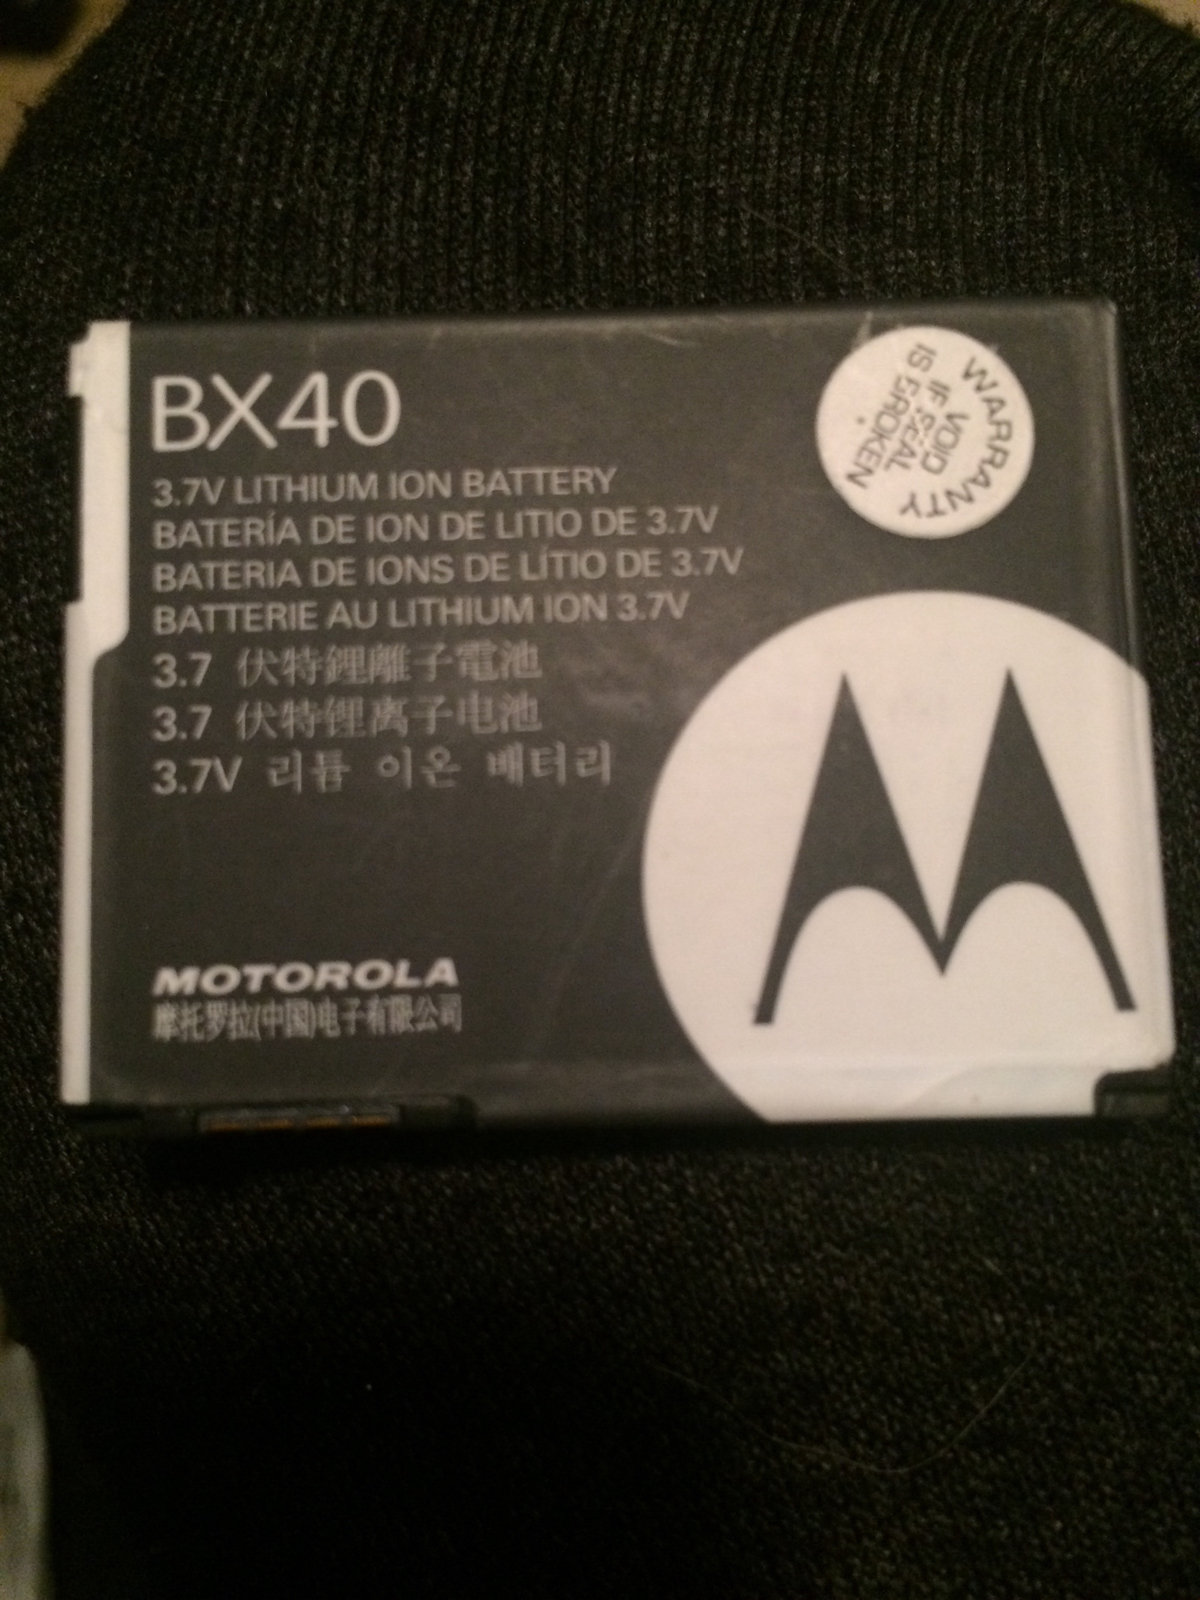 BX40
3.7V LITHIUM ION BATTERY
BATERÍA DE ION DE LITIO DE 3.7V
BATERIA DE IONS DE LÍTIO DE 3.7V
BATTERIE AU LITHIUM ION 3.7V
3.7 伏特鋰離子電池
3.7 伏特锂离子电池
3.7V 리튬 이온 배터리
MOTOROLA
摩托罗拉(中国)电子有限公司
WARRANTY
VOID
IF SEAL
IS BROKEN